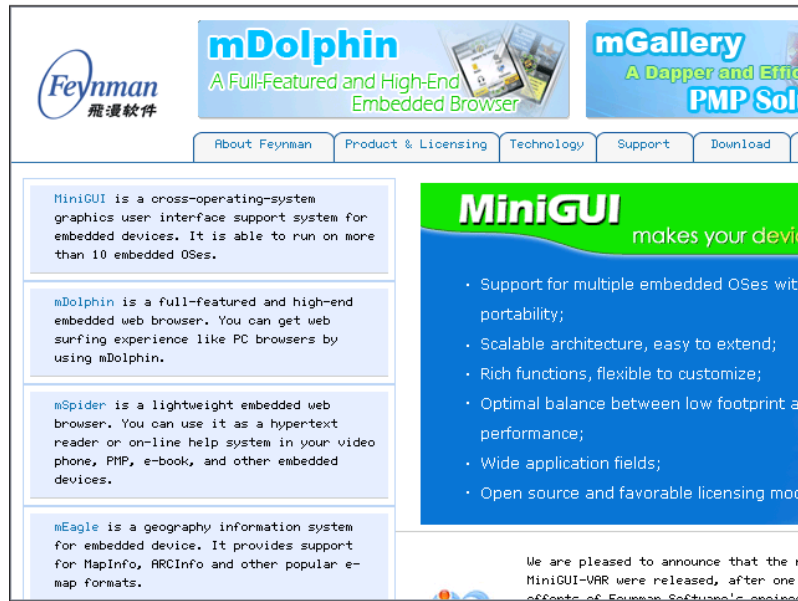 Feynman
飛漫軟件
mDolphin
A Full-Featured and High-End
Embedded Browser
mGallery
A Dapper and
PMP
About Feynman
Product & Licensing
Technology
Support
Download
MiniGUI is a cross-operating-system
graphics user interface support system for
embedded devices. It is able to run on more
than 10 embedded OSes.
mDolphin is a full-featured and high-end
embedded web browser. You can get web
surfing experience like PC browsers by
using mDolphin.
mSpider is a lightweight embedded web
browser. You can use it as a hypertext
reader or on-line help system in your video
phone, PMP, e-book, and other embedded
devices.
mEagle is a geography information system
for embedded device. It provides support
for MapInfo, ARCInfo and other popular e-
map formats.
MiniGUI
makes your
Support for multiple embedded OSes
portability;
Scalable architecture, easy to extend;
Rich functions, flexible to customize;
Optimal balance between low footprint
performance;
Wide application fields;
Open source and favorable licensing
We are pleased to announce that the
MiniGUI-VAR were released, after one